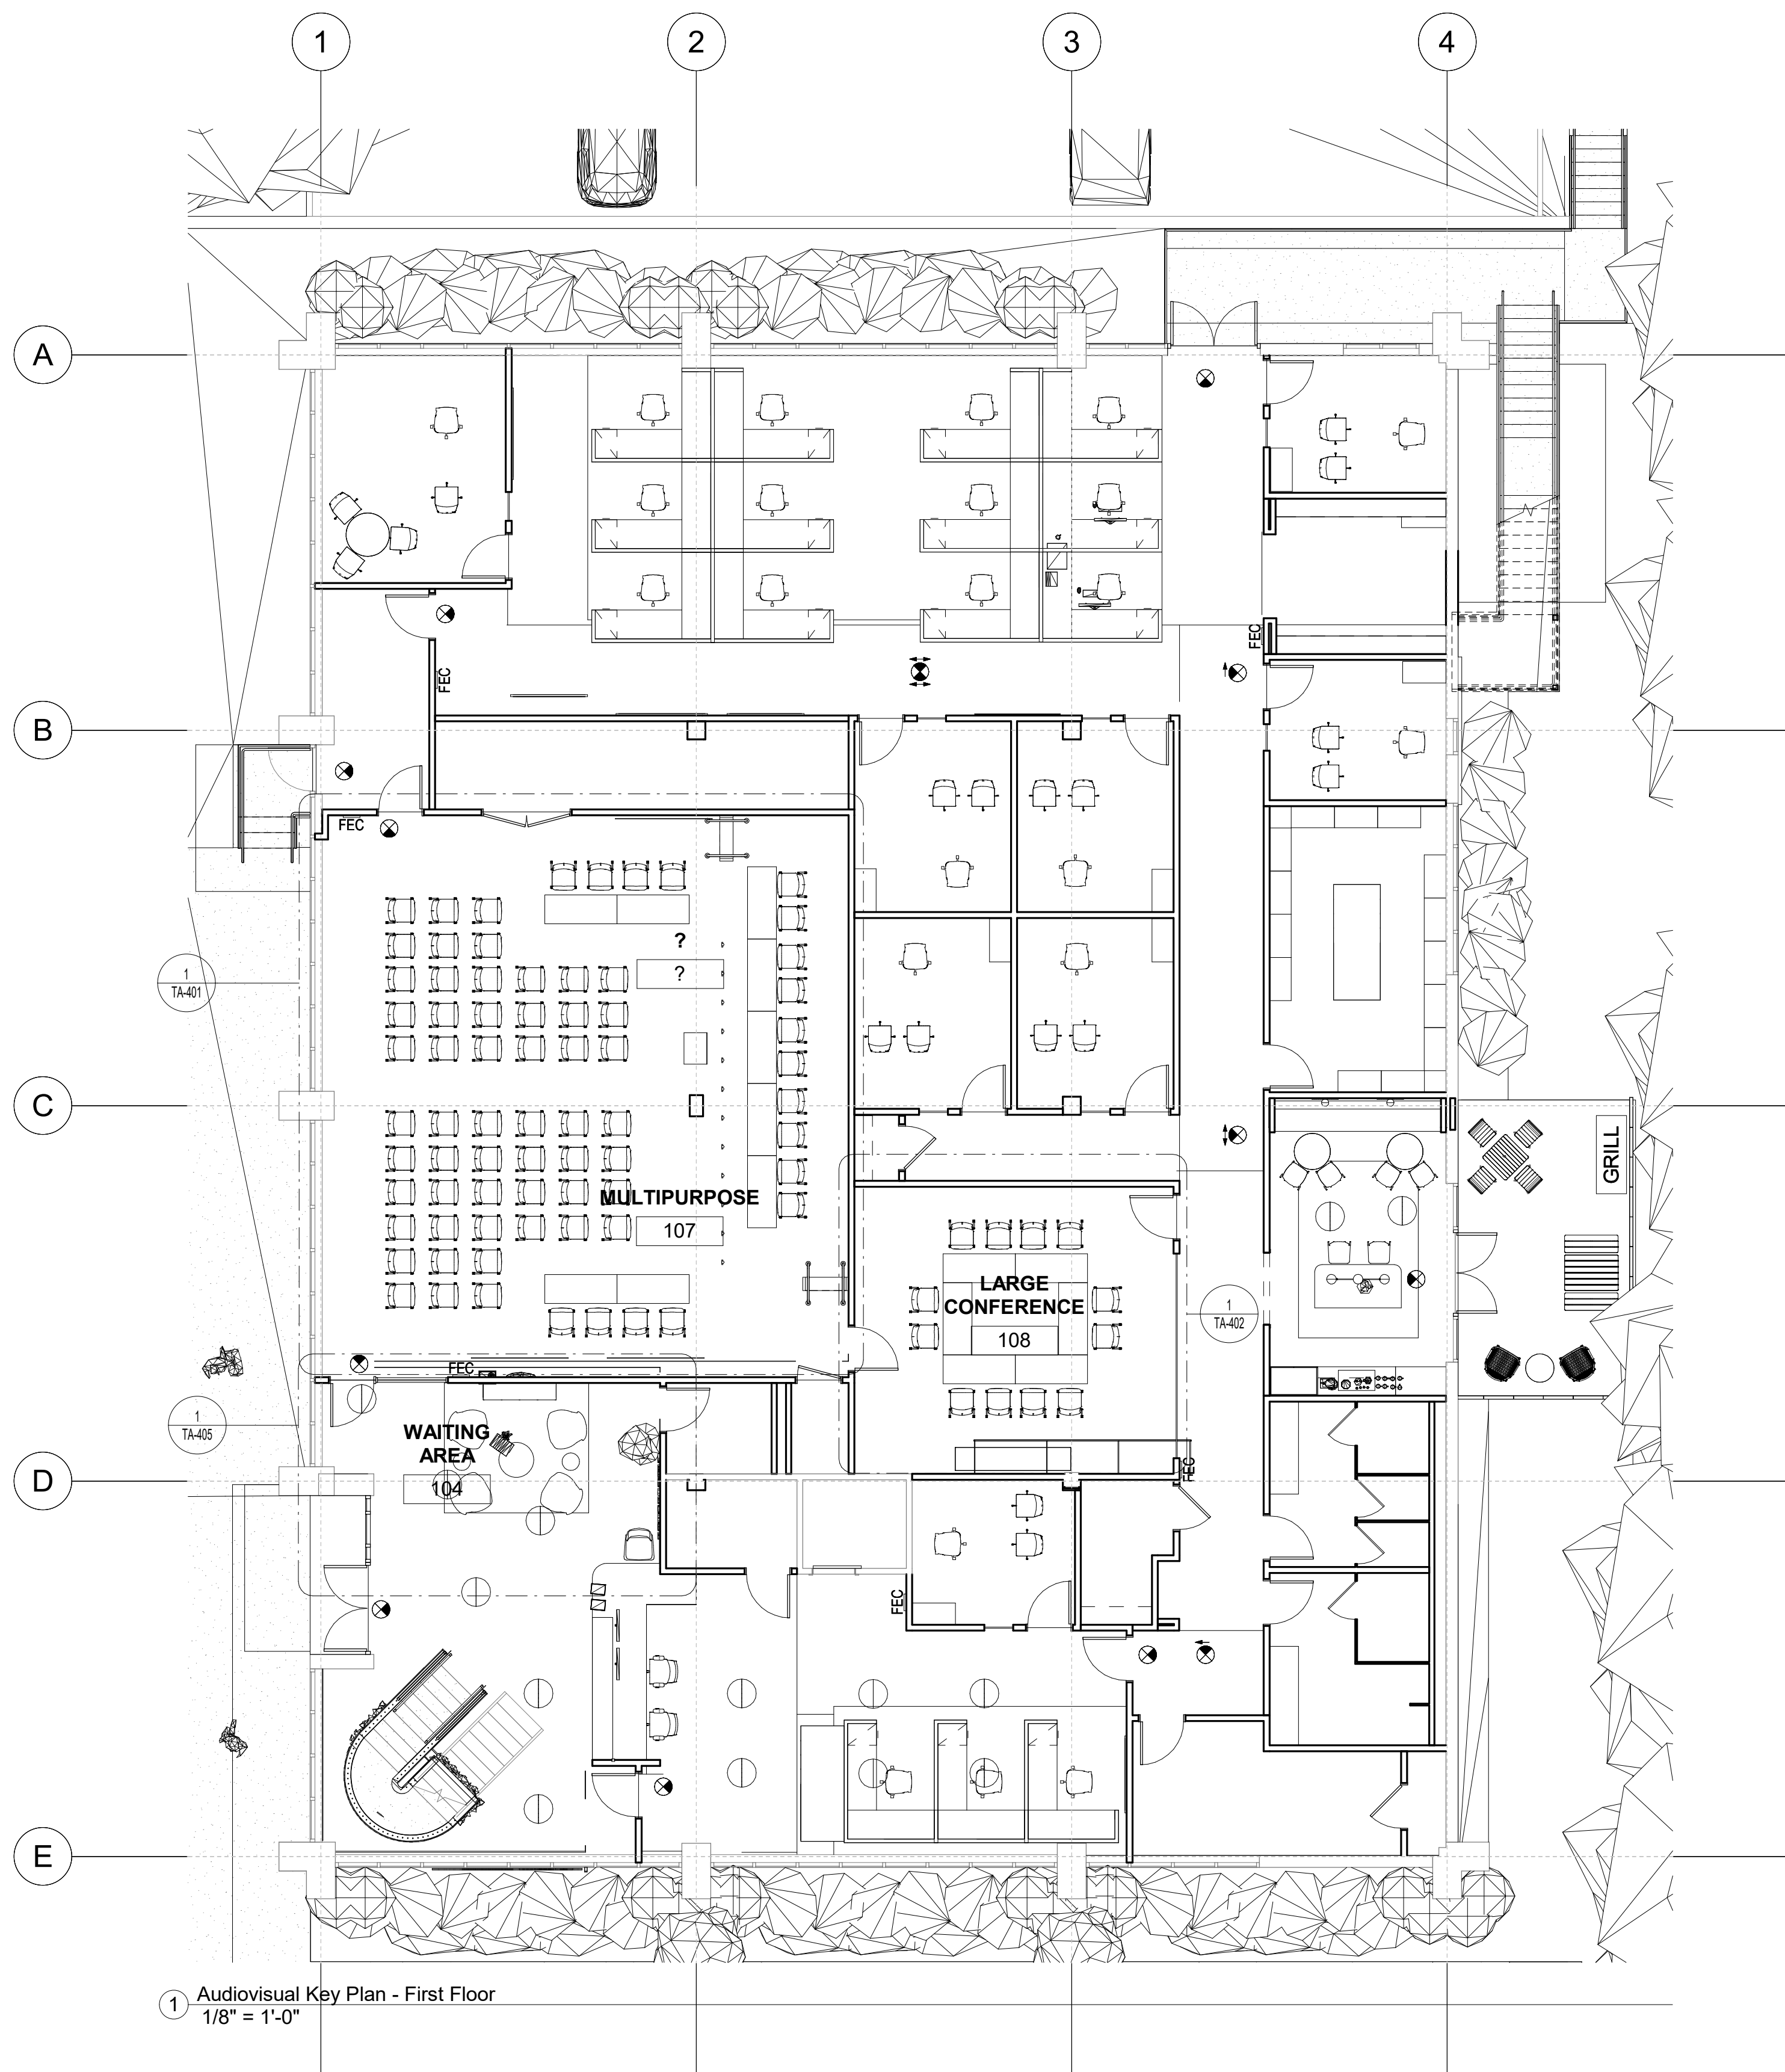 1
2
3
4
A
FEC
FEC
B
FEC
?
?
1
TA-401
C
GRILL
MULTIPURPOSE
107
LARGE
CONFERENCE
108
1
TA-402
FEC
1
TA-405
WAITING
AREA
104
FEC
D
FEC
E
1
Audiovisual Key Plan - First Floor
1/8" = 1'-0"